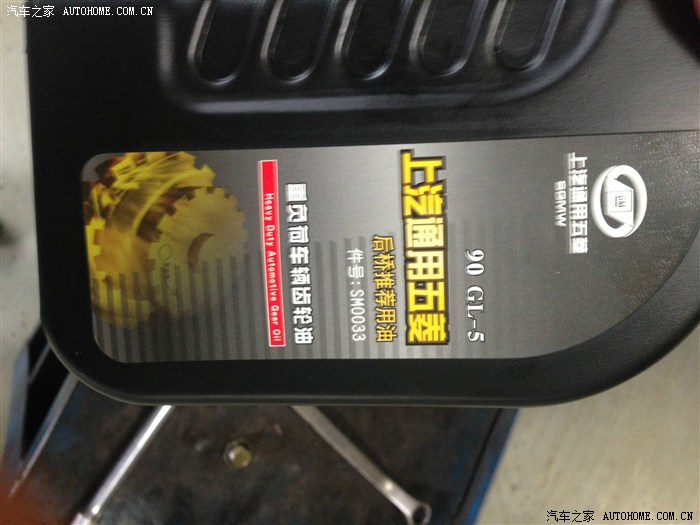 汽车之家 AUTOHOME.COM.CN
上汽通用五菱
SGMW
90 GL-5
上汽通用五菱
后桥推荐用油
件号:SM0033
重负荷车辆齿轮油
Heavy Duty Automotive Gear Oil
汽车之家 AUTOHOME.COM.CN